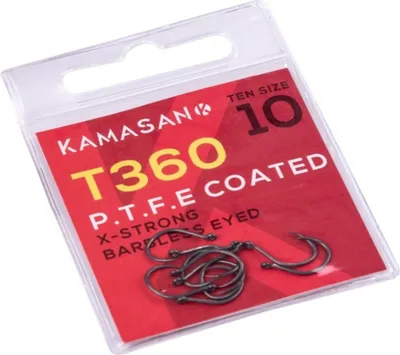 KAMASAN K
TEN SIZE
10
T360
P.T.F.E COATED
X-STRONG
BARBLESS EYED